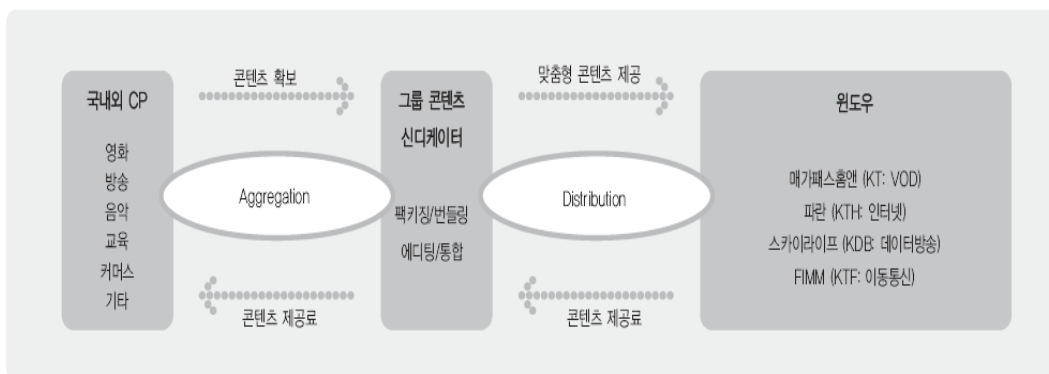 국내외 CP
영화
방송
음악
교육
커머스
기타
콘텐츠 확보
Aggregation
콘텐츠 제공료
그룹 콘텐츠
신디케이터
팩키징/번들링
에디팅/통합
맞춤형 콘텐츠 제공
Distribution
콘텐츠 제공료
윈도우
매가패스홈앤 (KT: VOD)
파란 (KTH: 인터넷)
스카이라이프 (KDB: 데이터방송)
FIMM (KTF: 이동통신)